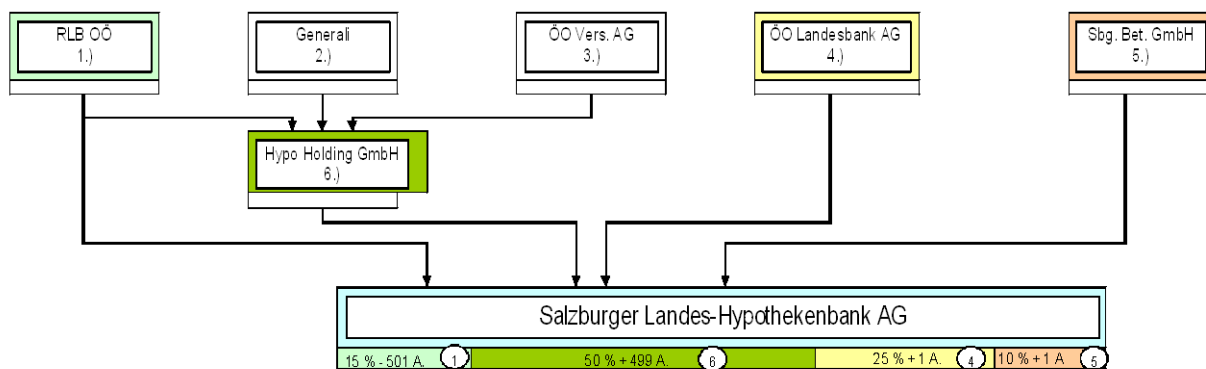 RLB OÖ
1.)
Generali
2.)
ÖO Vers. AG
3.)
ÖO Landesbank AG
4.)
Sbg. Bet. GmbH
5.)
Hypo Holding GmbH
6.)
Salzburger Landes-Hypothekenbank AG
15 % - 501 A.
1
50 % + 499 A.
6
25 % + 1 A.
4
10 % + 1 A
5